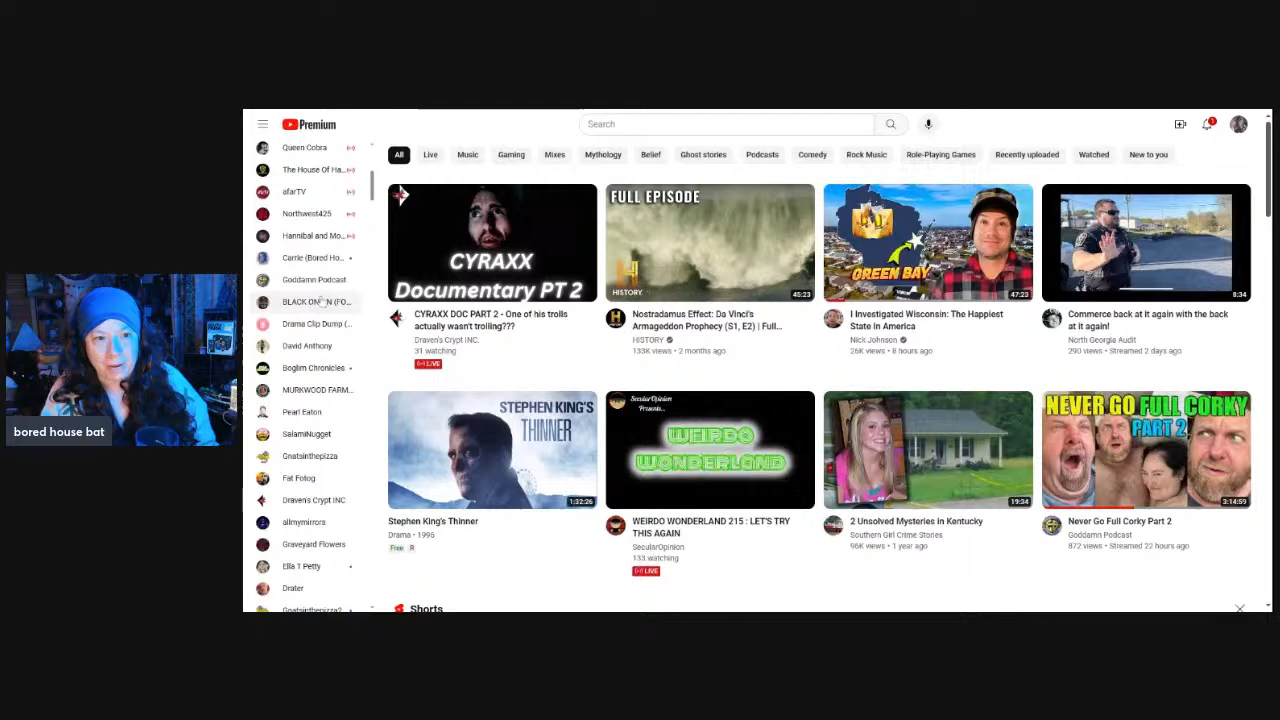 Premium
Search
1
Queen Cobra
The House Of Ha...
afarTV
Northwest425
Hannibal and Mo...
Carrie (Bored Ho...
Goddamn Podcast
Drama Clip Dump (...
David Anthony
Boglim Chronicles
MURKWOOD FARM...
Pearl Eaton
SalamiNugget
Gnatsinthepizza
Fat Fotog
Draven's Crypt INC.
allmymirrors
Graveyard Flowers
Ella T Petty
Drater
Gnatsinthepizza2
All
Live
Music
Gaming
Mixes
Mythology
Belief
Ghost stories
Podcasts
Comedy
Rock Music
Role-Playing Games
Recently uploaded
Watched
New to you
CYRAXX
Documentary PT 2
CYRAXX DOC PART 2 - One of his trolls
actually wasn't trolling???
Draven's Crypt INC.
31 watching
LIVE
FULL EPISODE
HISTORY
45:23
Nostradamus Effect: Da Vinci's
Armageddon Prophecy (S1, E2) | Full...
HISTORY
133K views • 2 months ago
GREEN BAY
47:23
I Investigated Wisconsin: The Happiest
State In America
Nick Johnson
26K views • 8 hours ago
5:34
Commerce back at it again with the back
at it again!
North Georgia Audit
290 views • Streamed 2 days ago
STEPHEN KING'S
THINNER
1:32:26
Stephen King's Thinner
Drama • 1996
Free R
SecularOpinion
Presents...
WEIRDO
WONDERLAND
WEIRDO WONDERLAND 215 : LET'S TRY
THIS AGAIN
SecularOpinion
133 watching
LIVE
19:34
2 Unsolved Mysteries in Kentucky
Southern Girl Crime Stories
96K views • 1 year ago
NEVER GO FULL CORKY
PART 2
3:14:59
Never Go Full Corky Part 2
Goddamn Podcast
872 views • Streamed 22 hours ago
Shorts
bored house bat